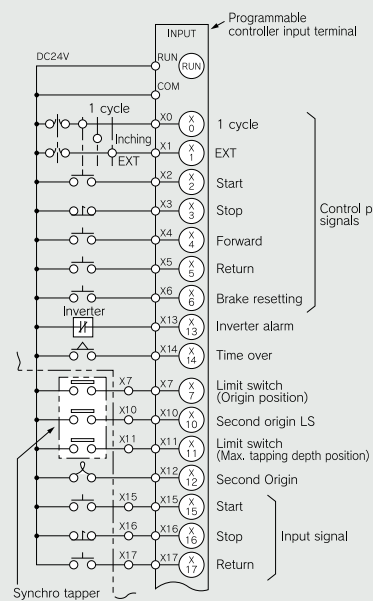 Programmable
controller input terminal
INPUT
DC24V
RUN
RUN
COM
1 cycle
X0
X
0
1 cycle
Inching
EXT
X1
X
1
EXT
X2
X
2
Start
X3
X
3
Stop
Control p
signals
X4
X
4
Forward
X5
X
5
Return
X6
X
6
Brake resetting
Inverter
X13
X
13
Inverter alarm
X14
X
14
Time over
X7
X7
X
7
Limit switch
(Origin position)
X10
X10
X
10
Second origin LS
X11
X11
X
11
Limit switch
(Max. tapping depth position)
X12
X
12
Second Origin
X15
X15
X
15
Start
X16
X16
X
16
Stop
Input signal
X17
X17
X
17
Return
Synchro tapper